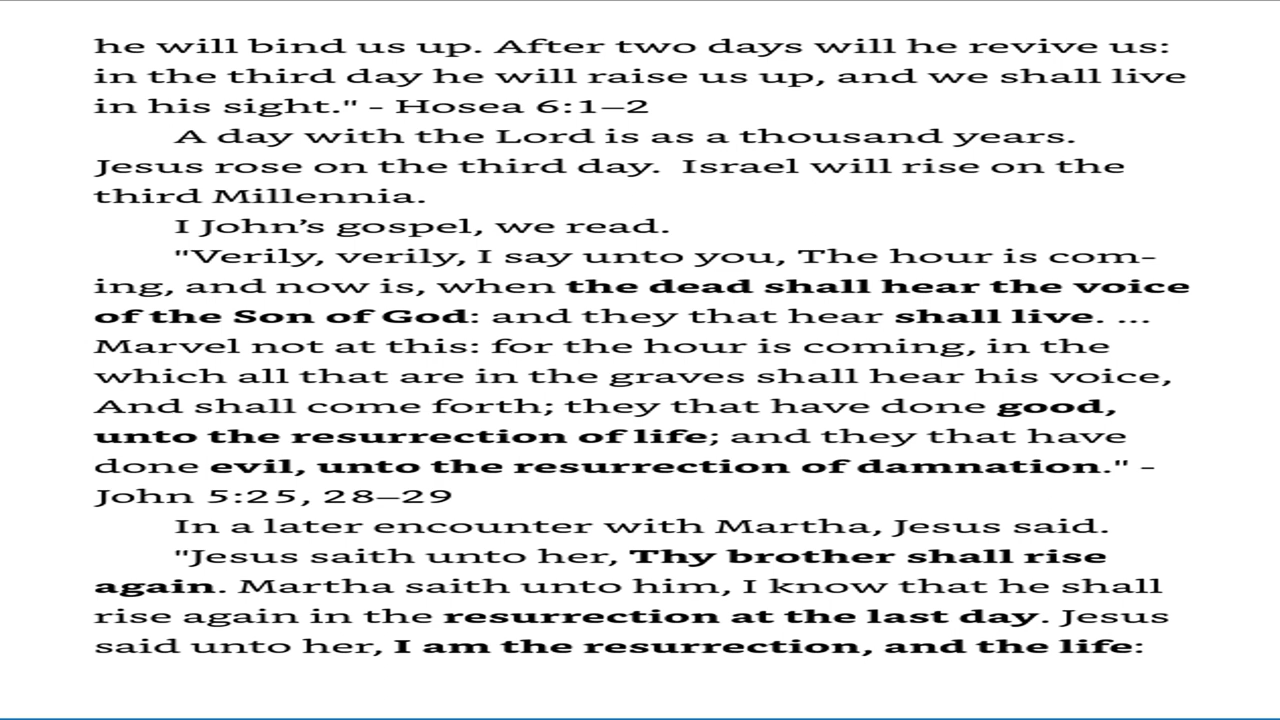 he will bind us up. After two days will he revive us:
in the third day he will raise us up, and we shall live
in his sight." - Hosea 6:1–2
A day with the Lord is as a thousand years.
Jesus rose on the third day.  Israel will rise on the
third Millennia.
I John’s gospel, we read.
"Verily, verily, I say unto you, The hour is com-
ing, and now is, when the dead shall hear the voice
of the Son of God: and they that hear shall live. ...
Marvel not at this: for the hour is coming, in the
which all that are in the graves shall hear his voice,
And shall come forth; they that have done good,
unto the resurrection of life; and they that have
done evil, unto the resurrection of damnation." -
John 5:25, 28–29
In a later encounter with Martha, Jesus said.
"Jesus saith unto her, Thy brother shall rise
again. Martha saith unto him, I know that he shall
rise again in the resurrection at the last day. Jesus
said unto her, I am the resurrection, and the life: